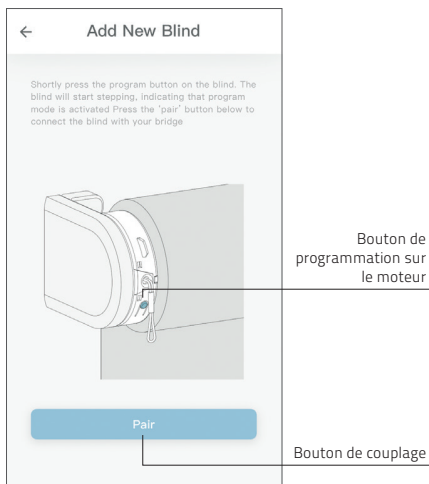 Add New Blind
Shortly press the program button on the blind. The
blind will start stepping, indicating that program
mode is activated Press the 'pair' button below to
connect the blind with your bridge
Bouton de
programmation sur
le moteur
Pair
Bouton de couplage